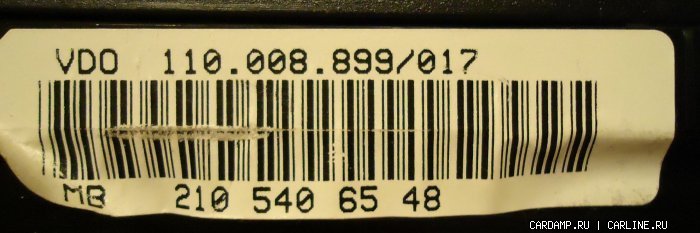 VDO 110.008.899/017
MB 210 540 65 48
CARDAMP.RU | CARLINE.RU